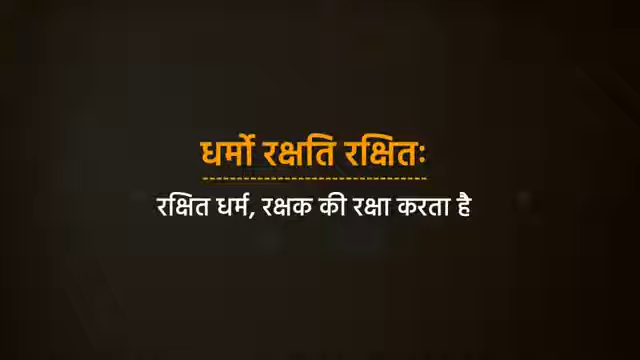 धर्मो रक्षति रक्षितः
रक्षित धर्म, रक्षक की रक्षा करता है